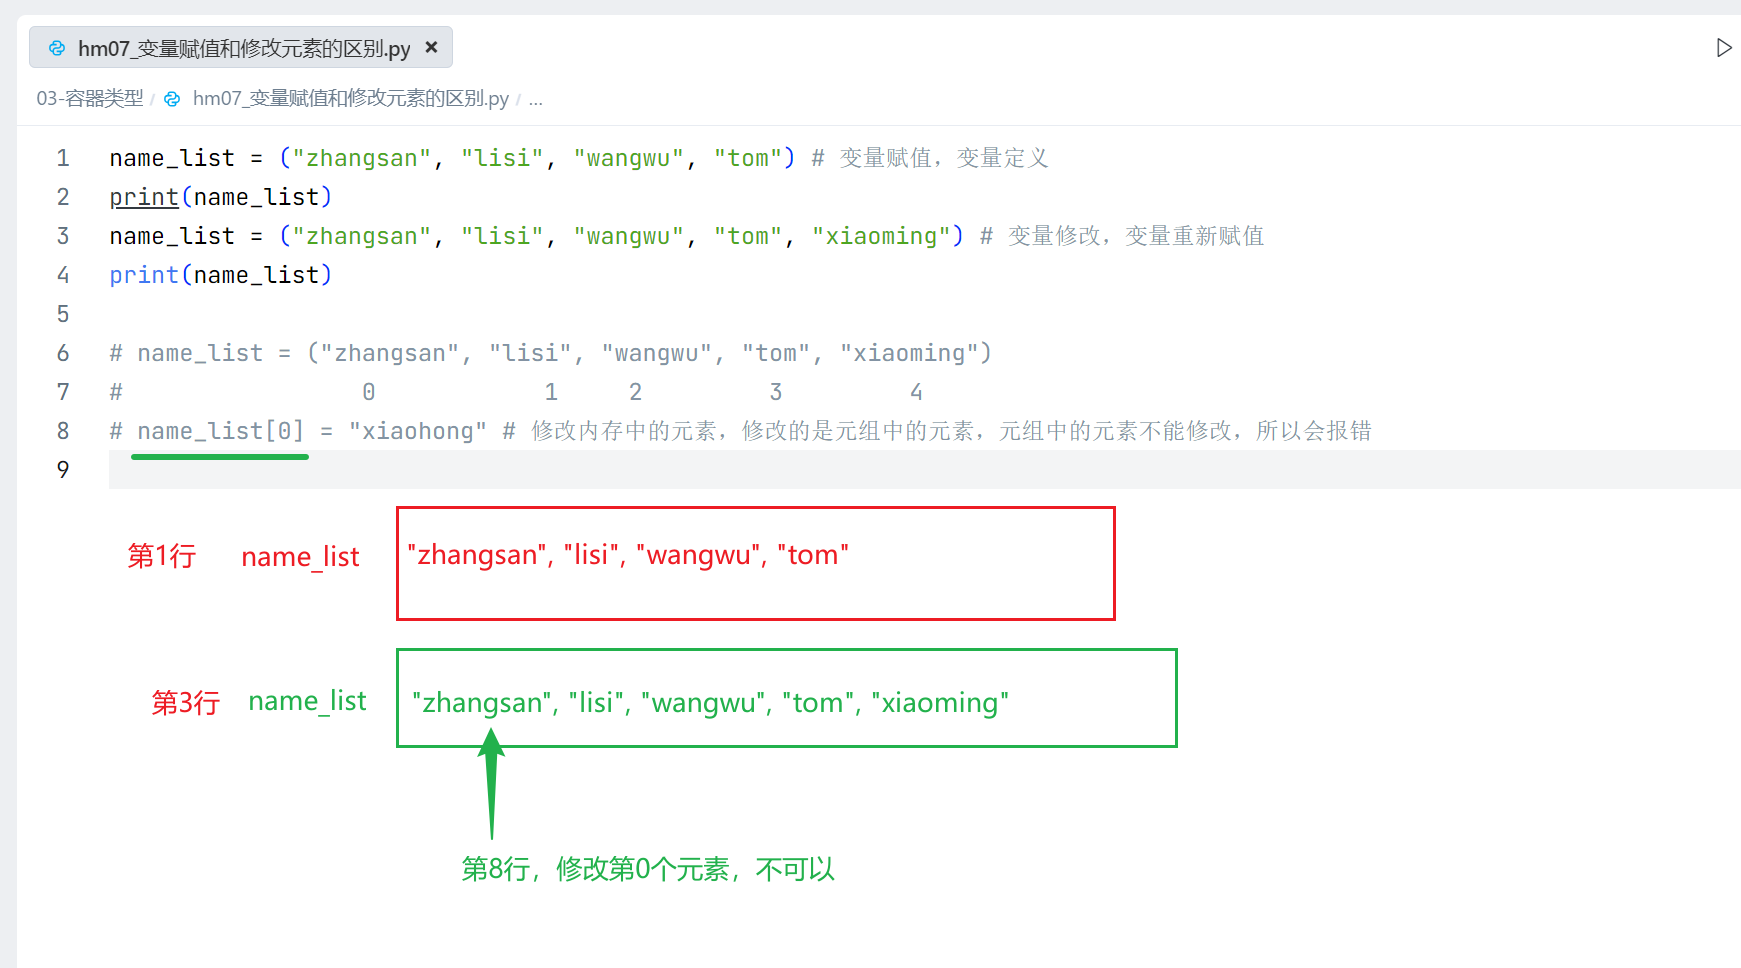 hm07_变量赋值和修改元素的区别.py ×
03-容器类型 / hm07_变量赋值和修改元素的区别.py / ...
1 name_list = ("zhangsan", "lisi", "wangwu", "tom") # 变量赋值，变量定义
2 print(name_list)
3 name_list = ("zhangsan", "lisi", "wangwu", "tom", "xiaoming") # 变量修改，变量重新赋值
4 print(name_list)
5
6 # name_list = ("zhangsan", "lisi", "wangwu", "tom", "xiaoming")
7 # 0 1 2 3 4
8 # name_list[0] = "xiaohong" # 修改内存中的元素，修改的是元组中的元素，元组中的元素不能修改，所以会报错
9
第1行 name_list "zhangsan", "lisi", "wangwu", "tom"
第3行 name_list "zhangsan", "lisi", "wangwu", "tom", "xiaoming"
第8行，修改第0个元素，不可以